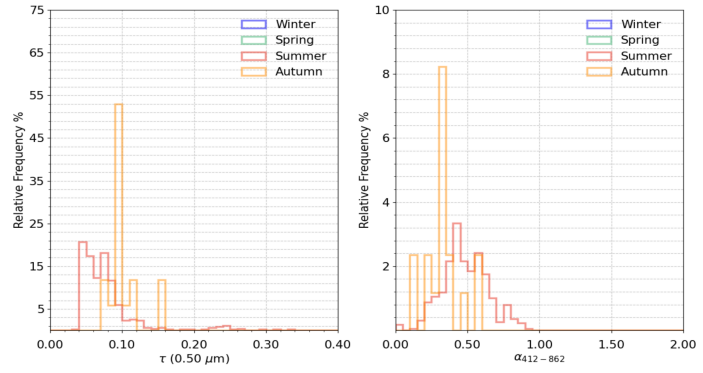 75
65
55
45
35
25
15
5
Relative Frequency %
0.00
0.10
0.20
0.30
0.40
τ (0.50 μm)
Winter
Spring
Summer
Autumn
10
8
6
4
2
Relative Frequency %
0.00
0.50
1.00
1.50
2.00
α412−862
Winter
Spring
Summer
Autumn